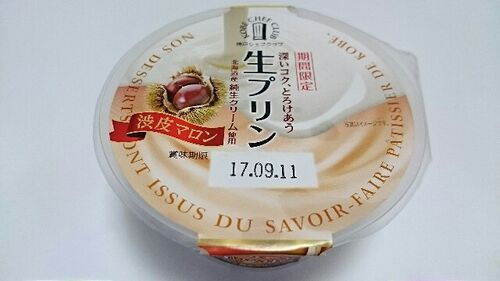 KOBE CHEF CLUB
神戸シェフクラブ
期間限定
深いコク、とろけあう
生プリン
北海道産純生クリーム使用
渋皮マロン
賞味期限
17.09.11
NOS DESSERTS SONT ISSUS DU SAVOIR-FAIRE PÂTISSIER DE KOBE.